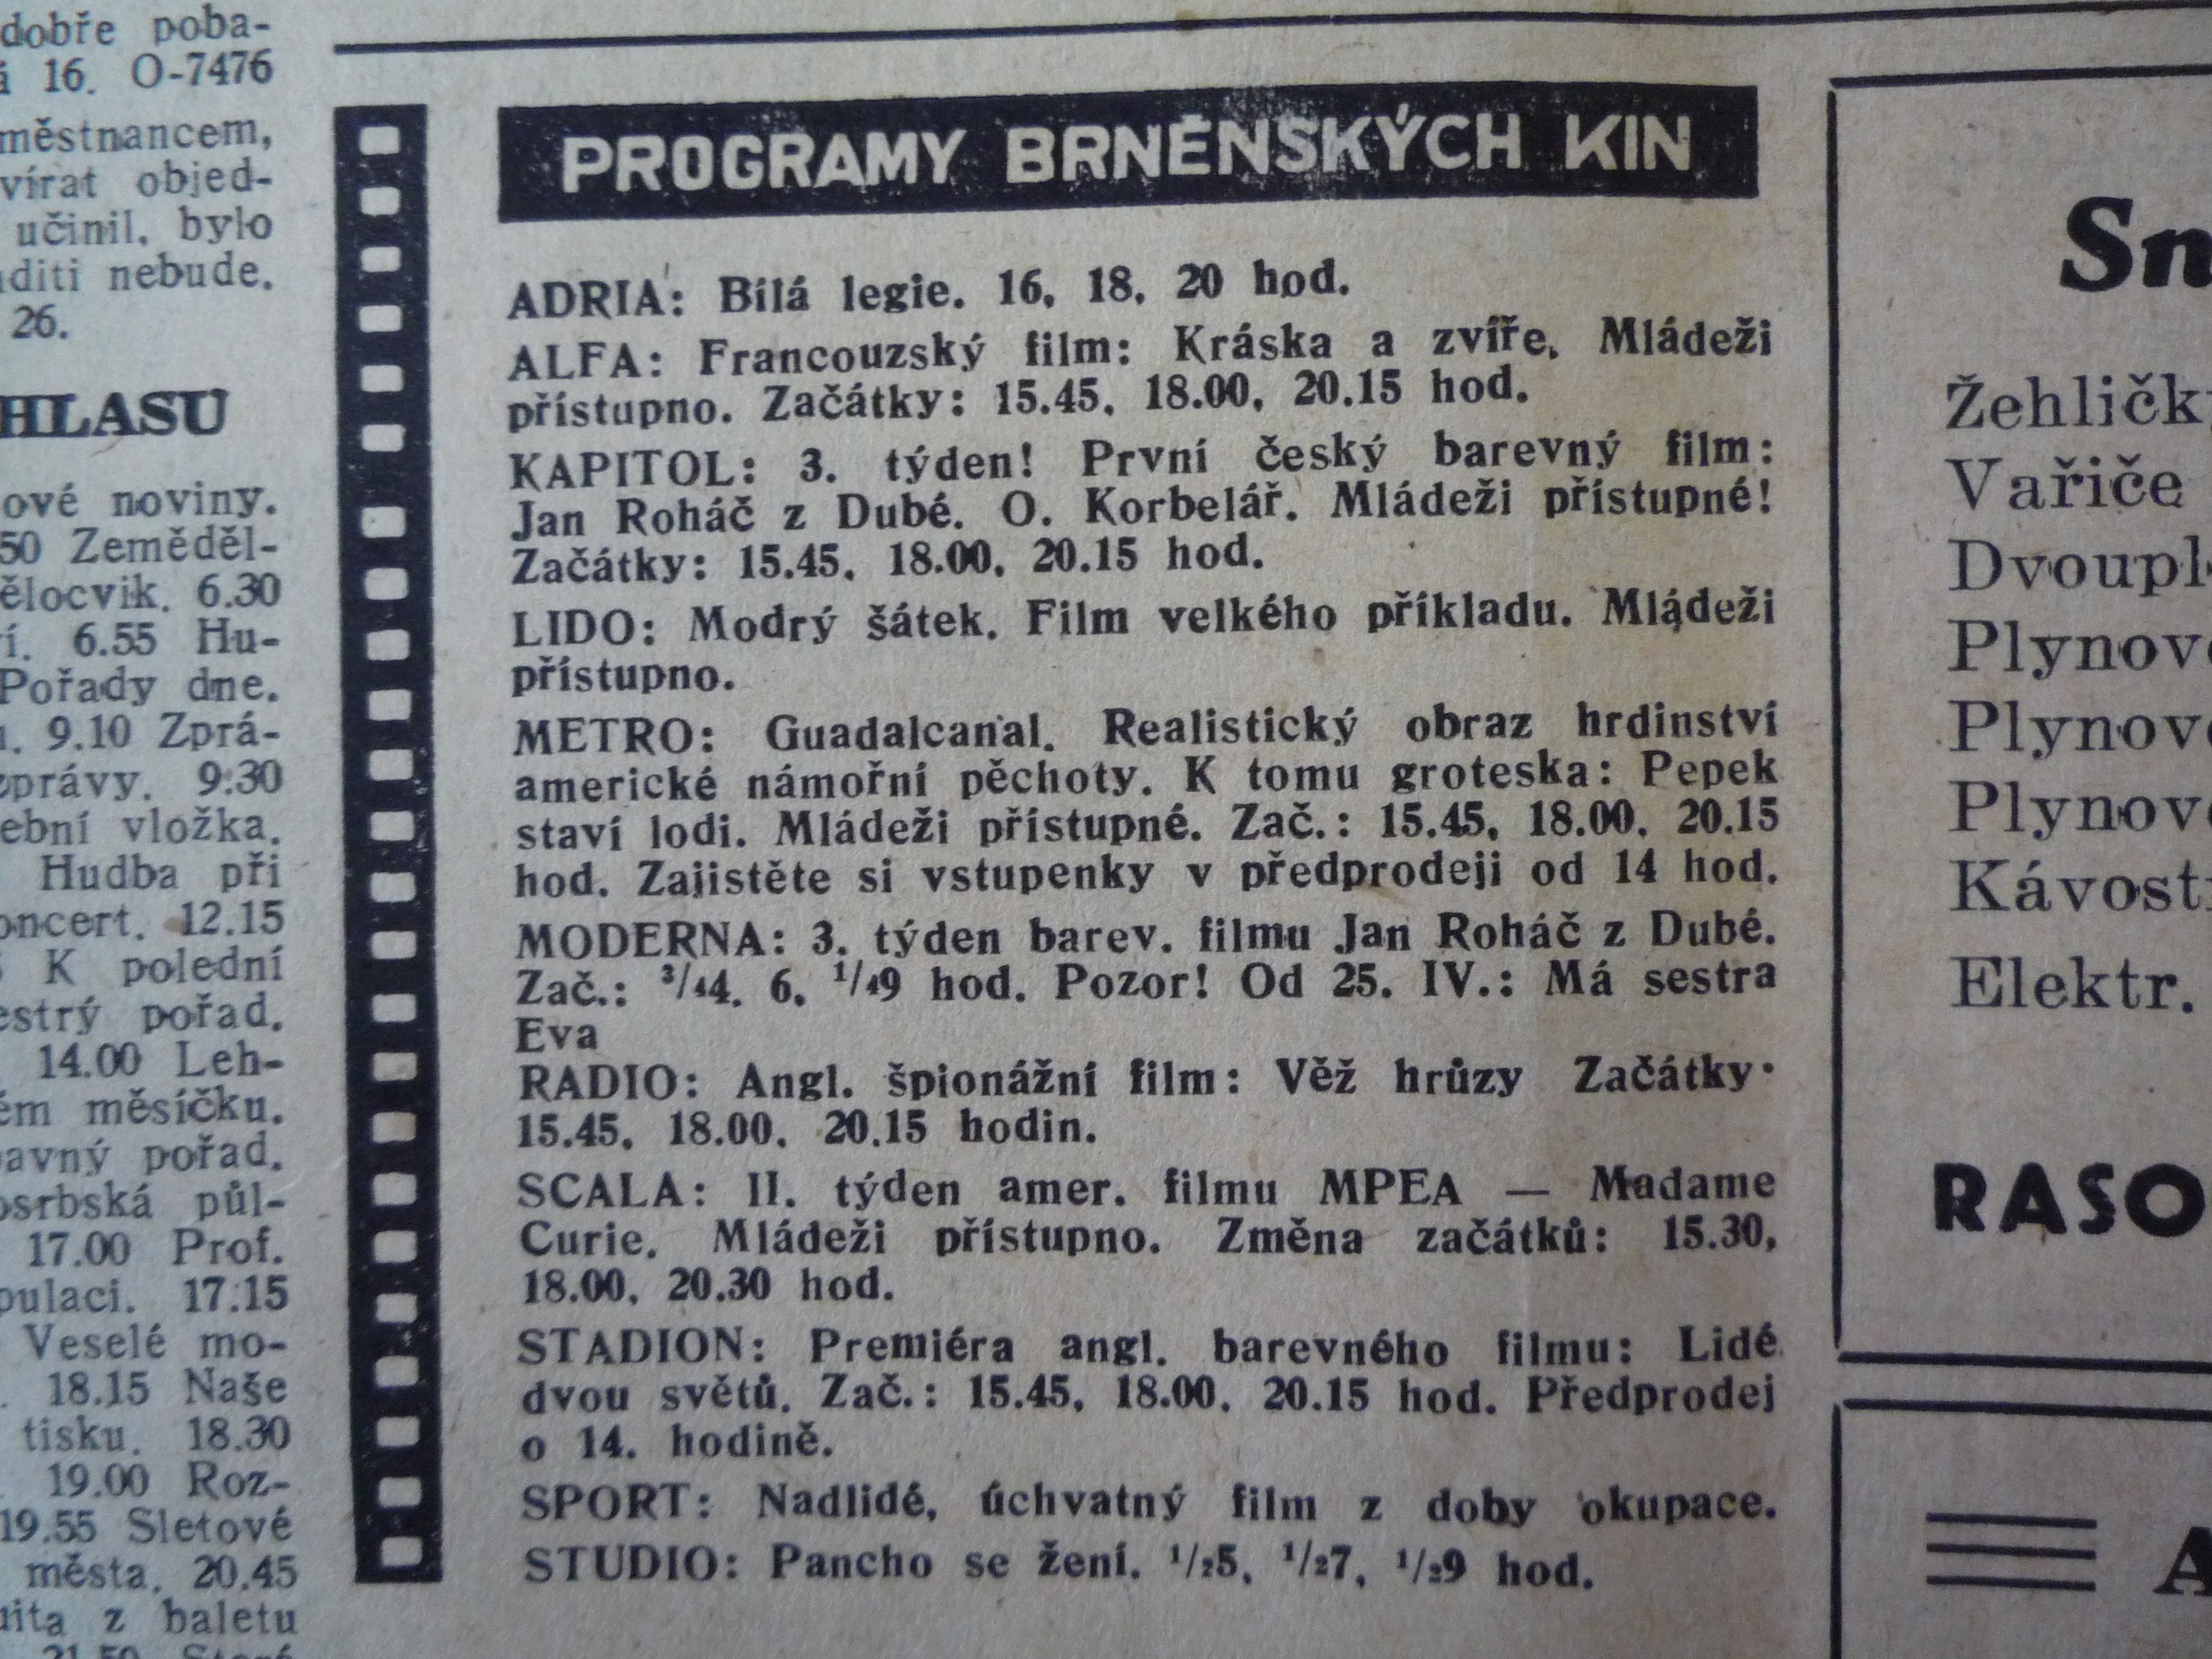 dobře poba-
16. O-7476
městnancem,
vírat objed-
učinil, bylo
nebude.
26.
HLASU
ové noviny.
50 Zeměděl-
ělocvik. 6.30
6.55 Hu-
Pořady dne.
9.10 Zprá-
zprávy. 9.30
ební vložka.
Hudba při
oncert. 12.15
K polední
estrý pořad.
14.00 Leh-
ém měsíčku.
bavný pořad.
osrbská půl-
17.00 Prof.
pulaci. 17.15
Veselé mo-
18.15 Naše
tisku. 18.30
19.00 Roz-
19.55 Sletové
města. 20.45
uita z baletu
PROGRAMY BRNĚNSKÝCH KIN
ADRIA: Bílá legie. 16, 18, 20 hod.
ALFA: Francouzský film: Kráska a zvíře. Mládeži
přístupno. Začátky: 15.45, 18.00, 20.15 hod.
KAPITOL: 3. týden! První český barevný film:
Jan Roháč z Dubé. O. Korbelář. Mládeži přístupné!
Začátky: 15.45, 18.00, 20.15 hod.
LIDO: Modrý šátek. Film velkého příkladu. Mládeži
přístupno.
METRO: Guadalcanal. Realistický obraz hrdinství
americké námořní pěchoty. K tomu groteska: Pepek
staví lodi. Mládeži přístupné. Zač.: 15.45, 18.00, 20.15
hod. Zajistěte si vstupenky v předprodeji od 14 hod.
MODERNA: 3. týden barev. filmu Jan Roháč z Dubé.
Zač.: 3/44, 6, 1/49 hod. Pozor! Od 25. IV.: Má sestra
Eva
RADIO: Angl. špionážní film: Věž hrůzy Začátky:
15.45, 18.00, 20.15 hodin.
SCALA: II. týden amer. filmu MPEA — Madame
Curie. Mládeži přístupno. Změna začátků: 15.30,
18.00, 20.30 hod.
STADION: Premiéra angl. barevného filmu: Lidé
dvou světů. Zač.: 15.45, 18.00, 20.15 hod. Předprodej
o 14. hodině.
SPORT: Nadlidé, úchvatný film z doby okupace.
STUDIO: Pancho se žení. 1/25, 1/27, 1/29 hod.
Sn
Žehličk
Vařiče
Dvoupl
Plynov
Plynov
Plynov
Kávost
Elektr.
RASO
A